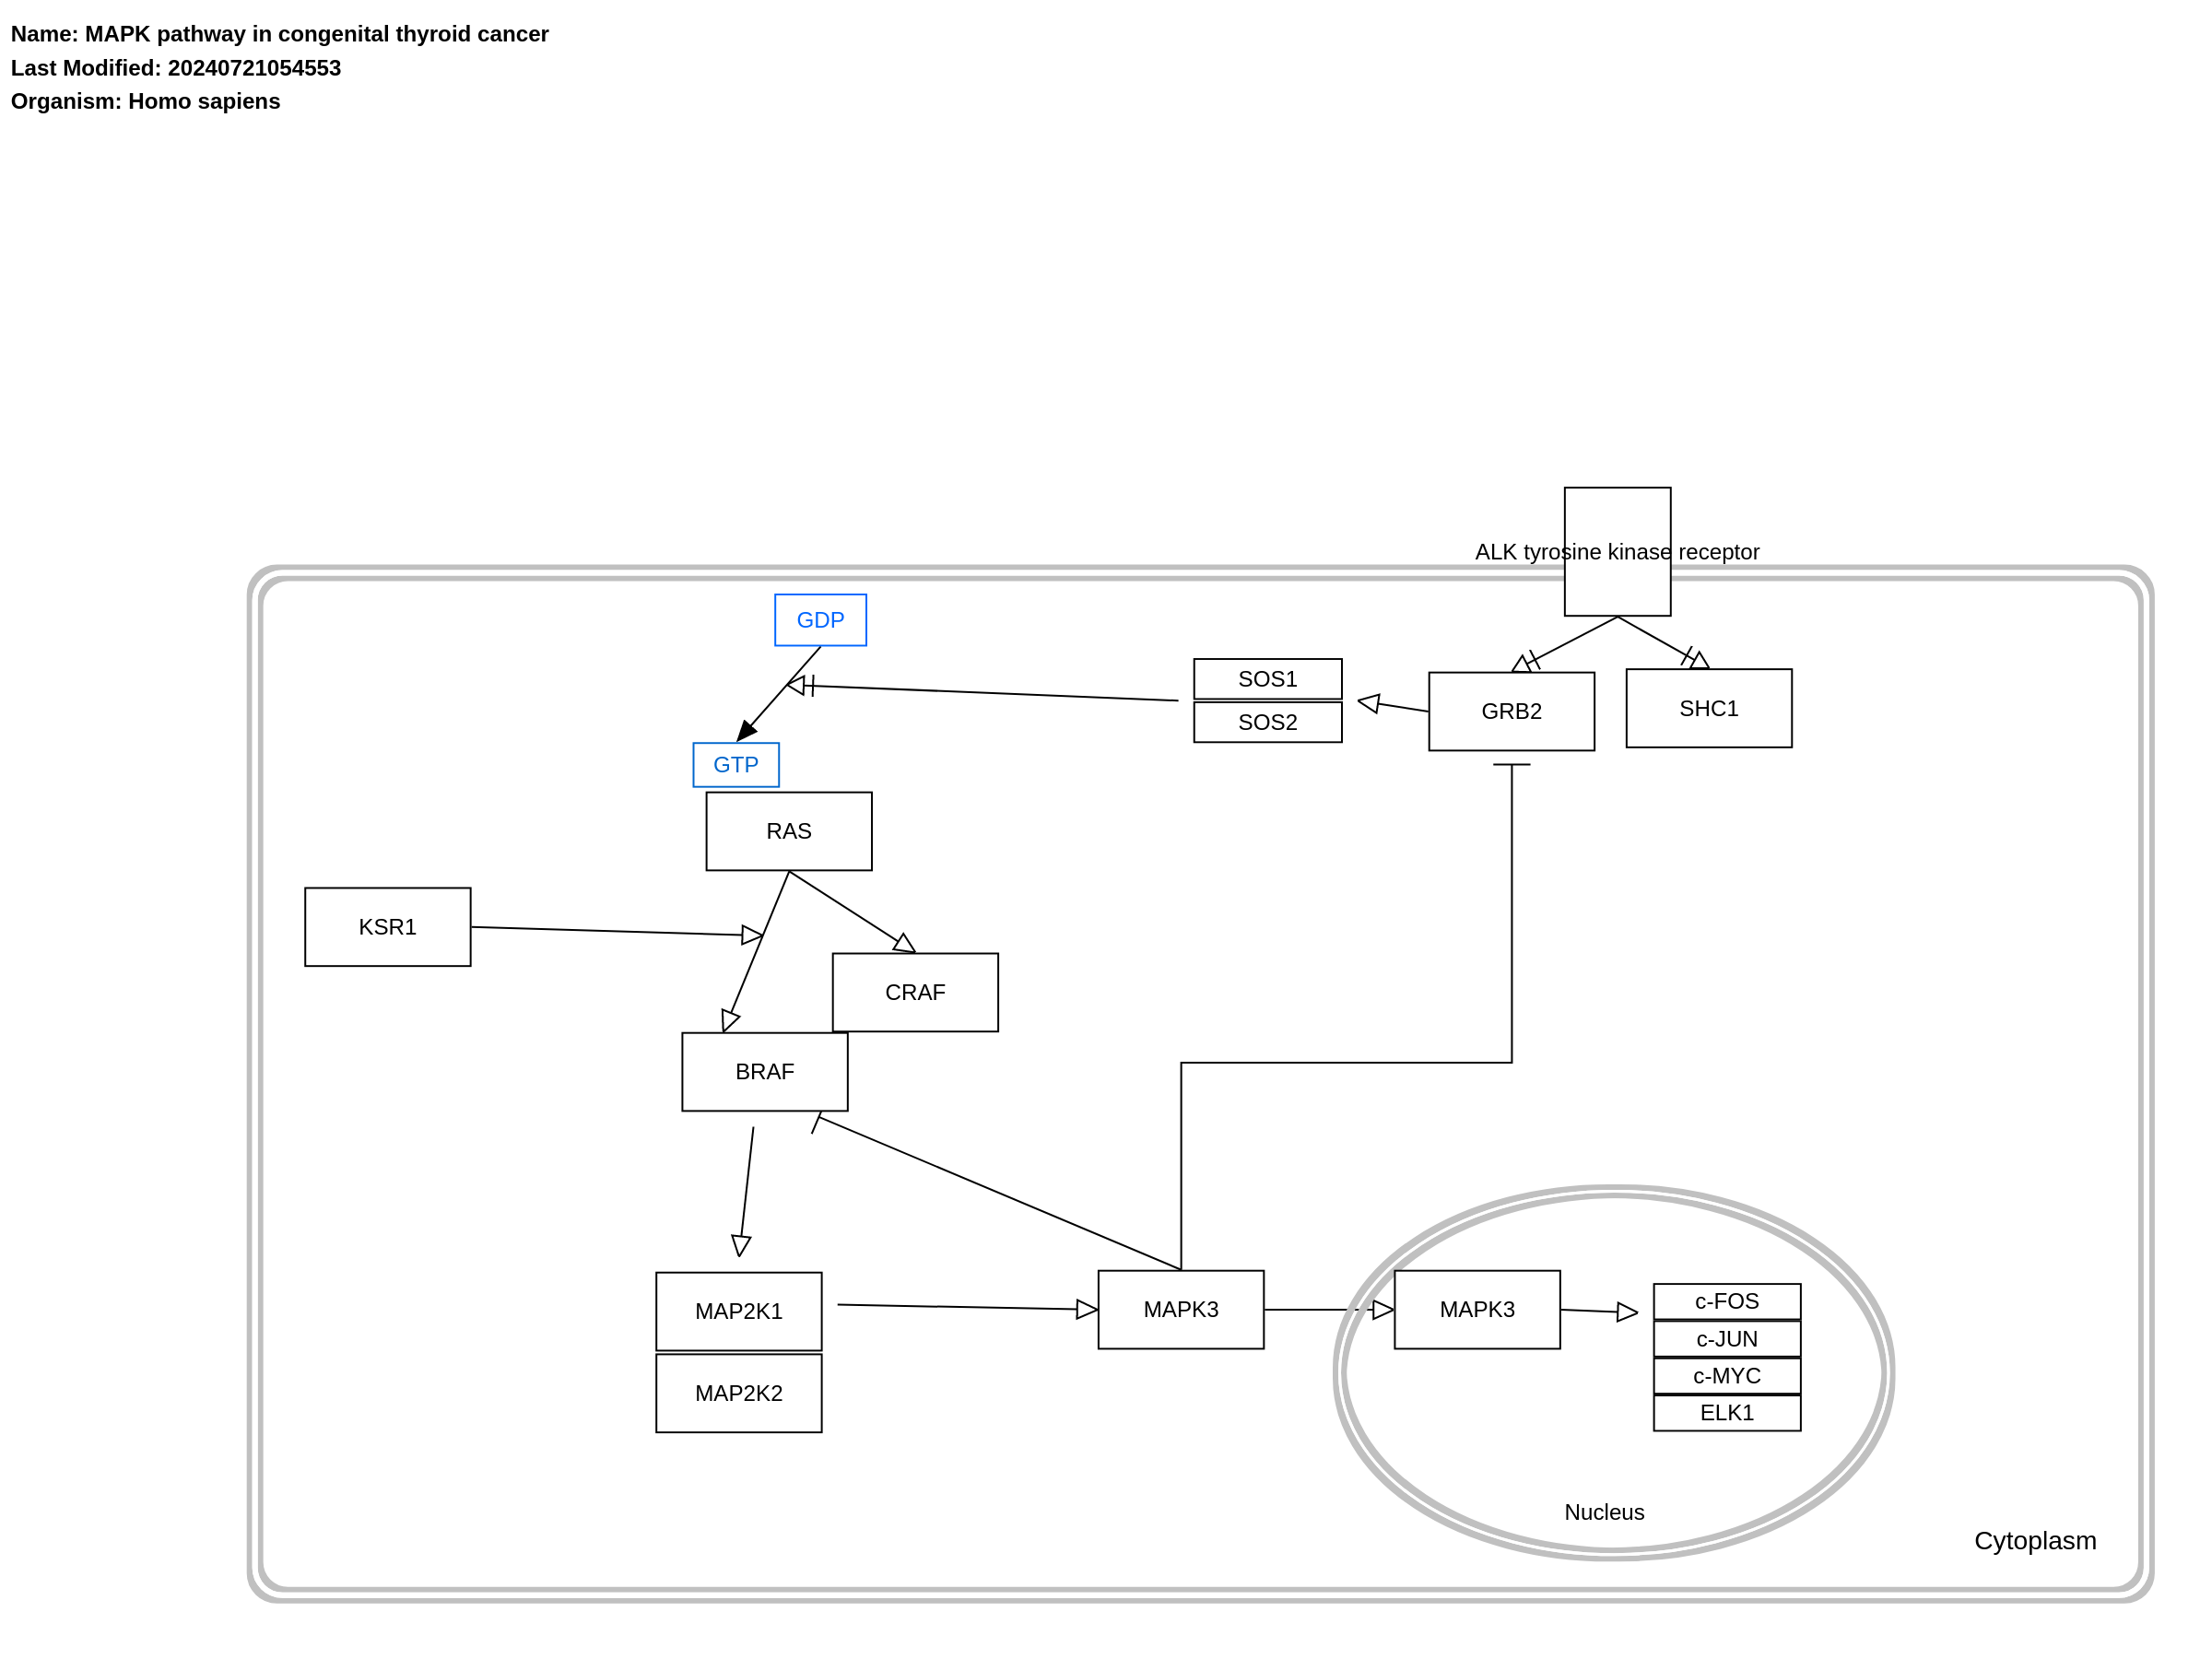 Name: MAPK pathway in congenital thyroid cancer
Last Modified: 20240721054553
Organism: Homo sapiens
ALK tyrosine kinase receptor
GDP
SOS1
SOS2
GRB2
SHC1
GTP
RAS
KSR1
CRAF
BRAF
MAP2K1
MAP2K2
MAPK3
MAPK3
c-FOS
c-JUN
c-MYC
ELK1
Nucleus
Cytoplasm